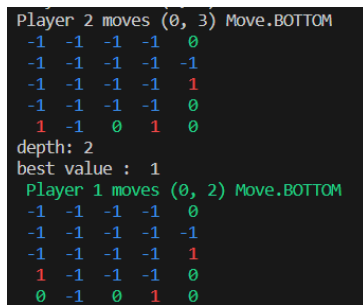 Player 2 moves (0, 3) Move.BOTTOM
-1 -1 -1 -1 0
-1 -1 -1 -1 -1
-1 -1 -1 -1 1
-1 -1 -1 -1 0
1 -1 0 1 0
depth: 2
best value : 1
Player 1 moves (0, 2) Move.BOTTOM
-1 -1 -1 -1 0
-1 -1 -1 -1 -1
-1 -1 -1 -1 1
1 -1 -1 -1 0
0 -1 0 1 0